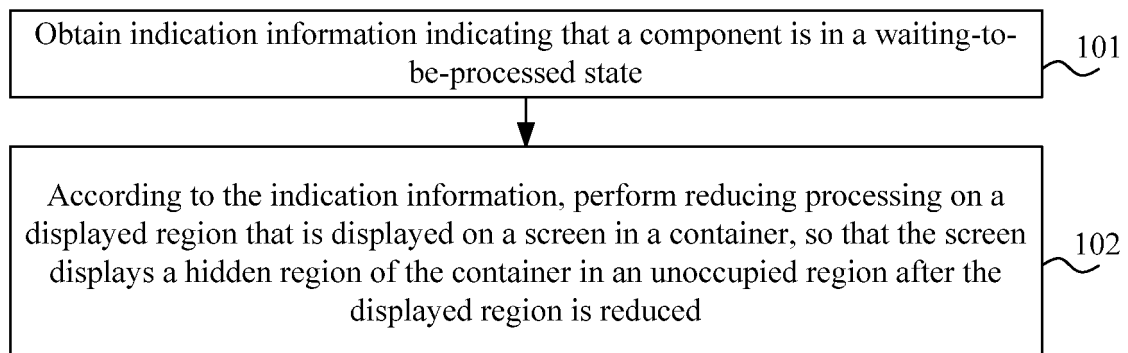 Obtain indication information indicating that a component is in a waiting-to-
be-processed state
101
According to the indication information, perform reducing processing on a
displayed region that is displayed on a screen in a container, so that the screen
displays a hidden region of the container in an unoccupied region after the
displayed region is reduced
102